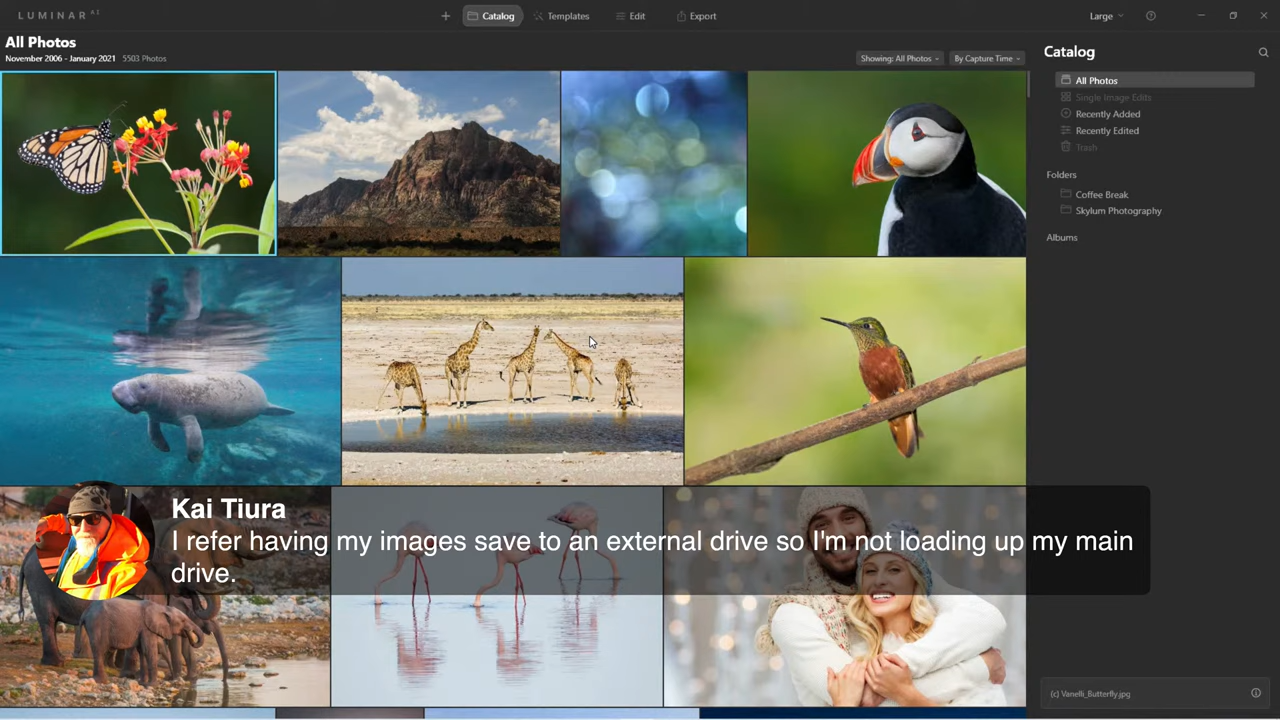 LUMINAR AI
Catalog
Templates
Edit
Export
Large
All Photos
November 2006 - January 2021 5503 Photos
Showing: All Photos
By Capture Time
Catalog
All Photos
Single Image Edits
Recently Added
Recently Edited
Trash
Folders
Coffee Break
Skylum Photography
Albums
Kai Tiura
I refer having my images save to an external drive so I'm not loading up my main
drive.
(c) Vanelli_Butterfly.jpg